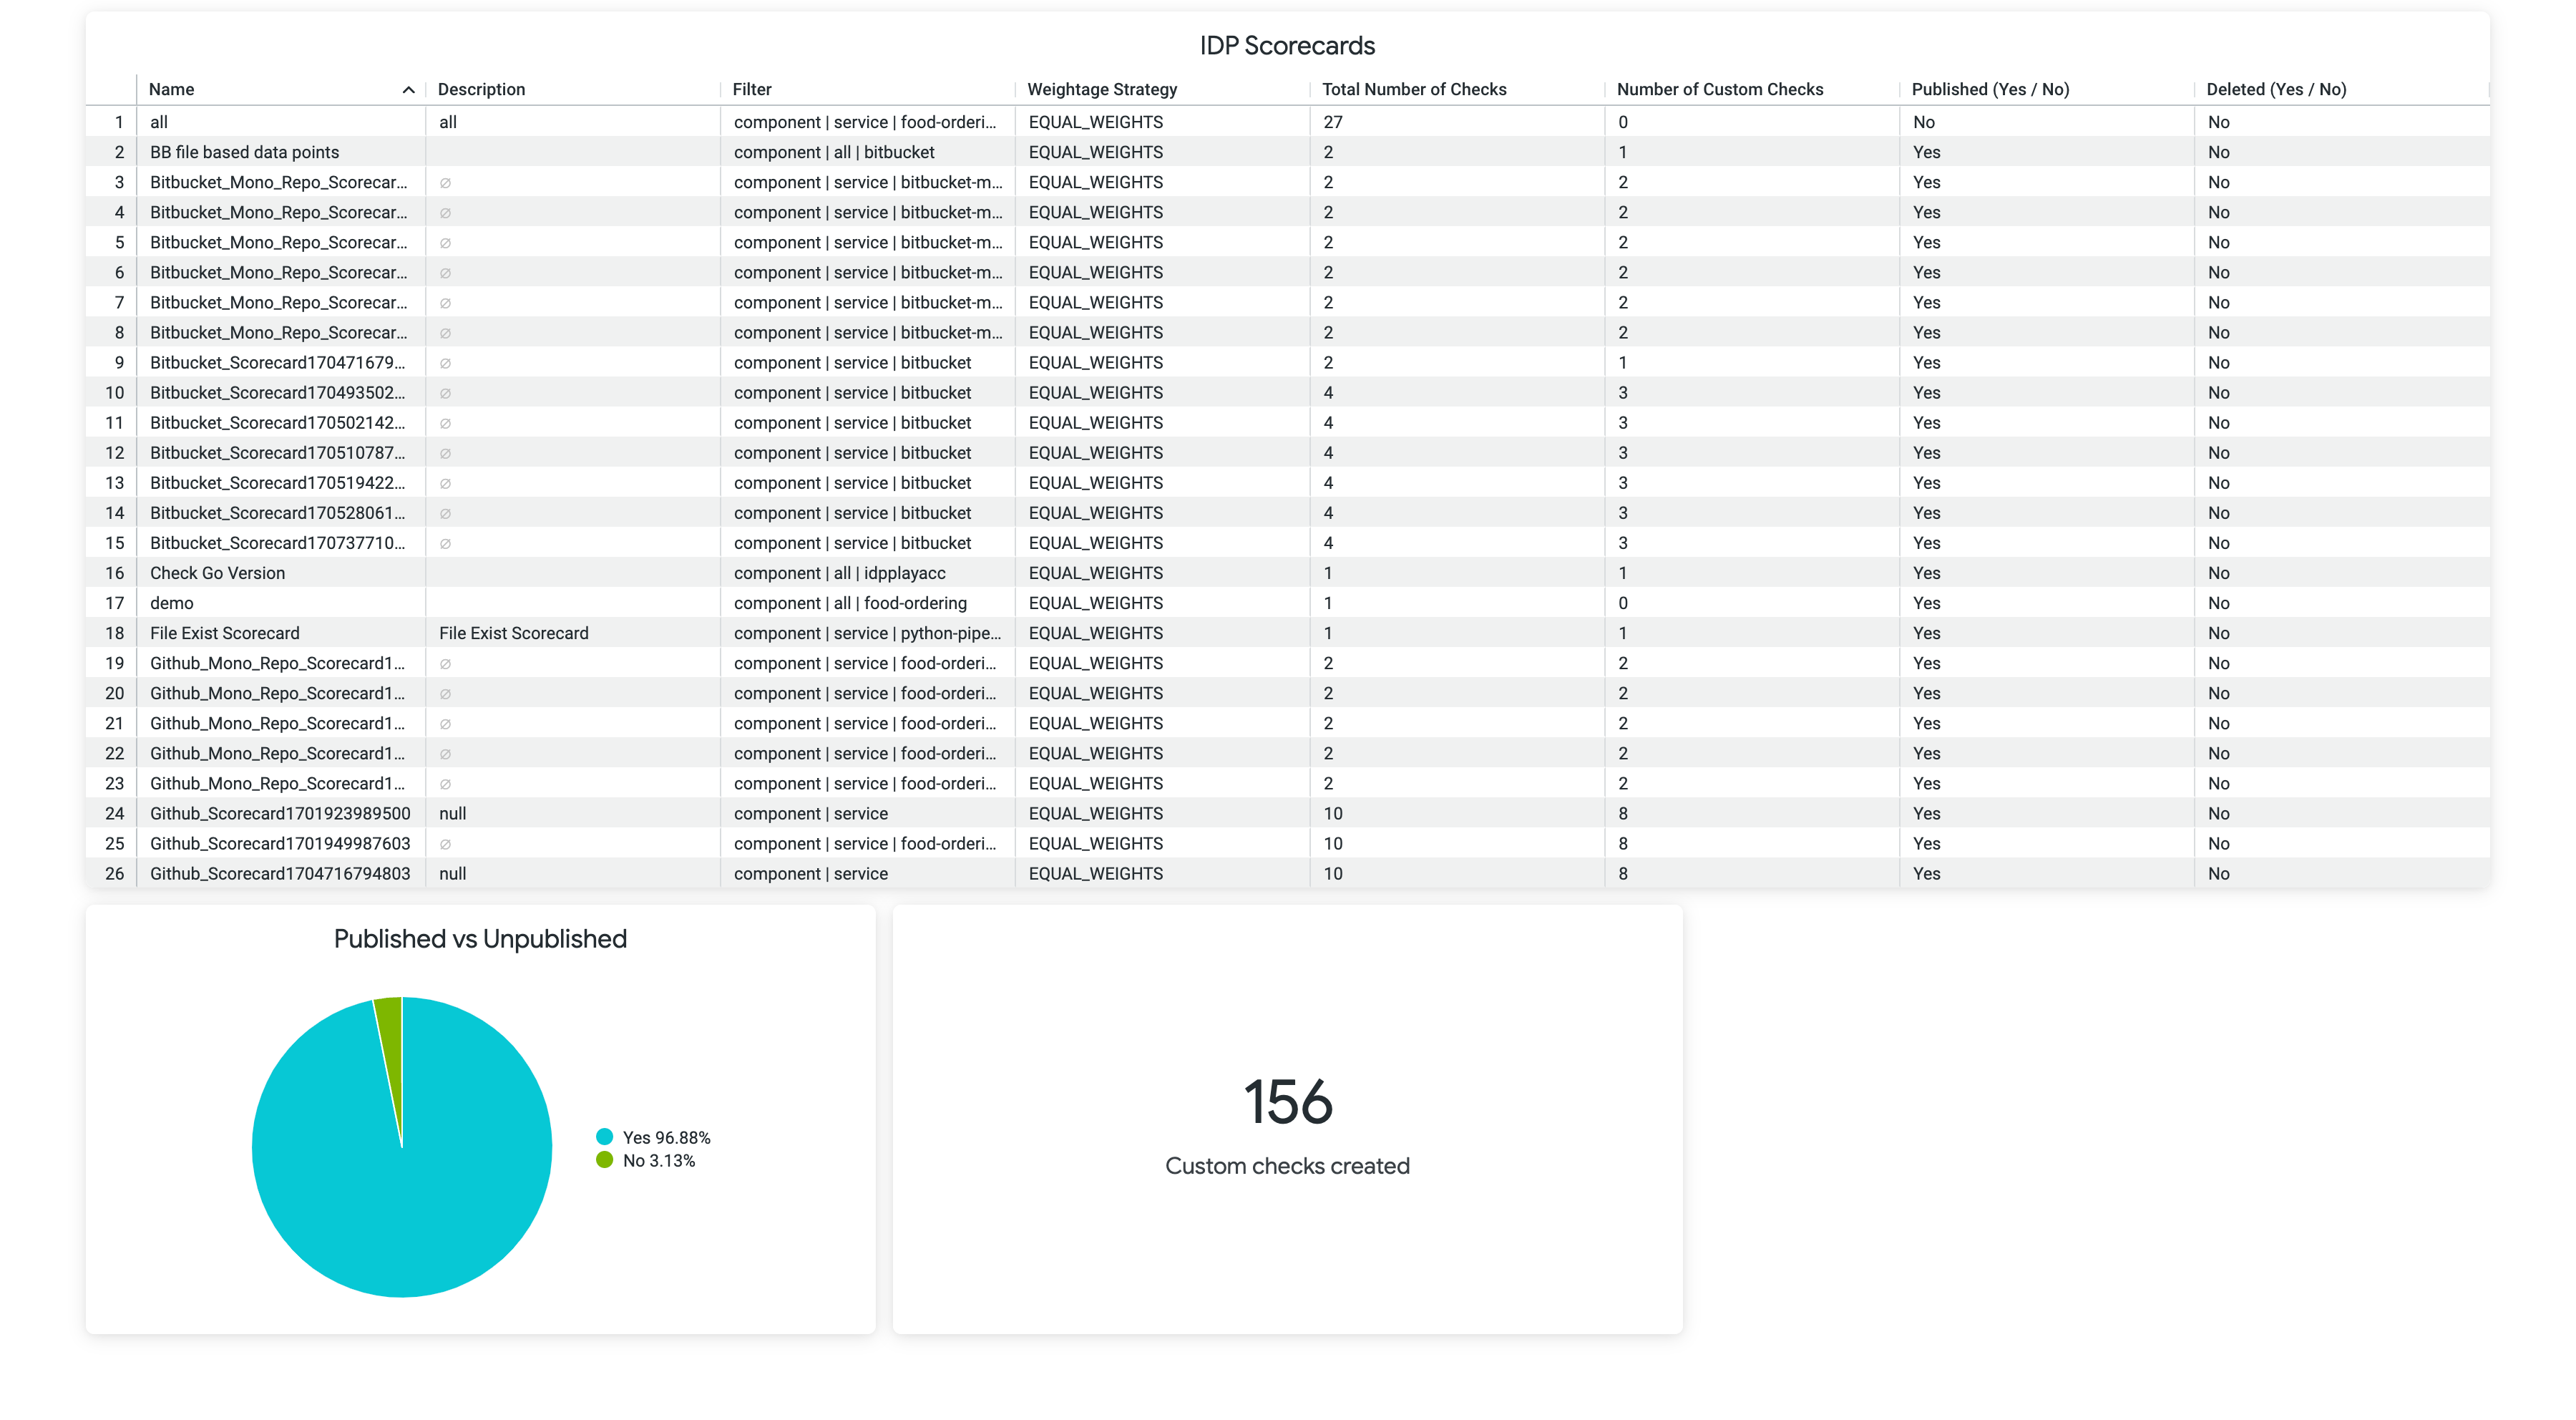 IDP Scorecards
Name Description Filter Weightage Strategy Total Number of Checks Number of Custom Checks Published (Yes / No) Deleted (Yes / No)
1 all all component | service | food-orderi... EQUAL_WEIGHTS 27 0 No No
2 BB file based data points component | all | bitbucket EQUAL_WEIGHTS 2 1 Yes No
3 Bitbucket_Mono_Repo_Scorecar... ∅ component | service | bitbucket-m... EQUAL_WEIGHTS 2 2 Yes No
4 Bitbucket_Mono_Repo_Scorecar... ∅ component | service | bitbucket-m... EQUAL_WEIGHTS 2 2 Yes No
5 Bitbucket_Mono_Repo_Scorecar... ∅ component | service | bitbucket-m... EQUAL_WEIGHTS 2 2 Yes No
6 Bitbucket_Mono_Repo_Scorecar... ∅ component | service | bitbucket-m... EQUAL_WEIGHTS 2 2 Yes No
7 Bitbucket_Mono_Repo_Scorecar... ∅ component | service | bitbucket-m... EQUAL_WEIGHTS 2 2 Yes No
8 Bitbucket_Mono_Repo_Scorecar... ∅ component | service | bitbucket-m... EQUAL_WEIGHTS 2 2 Yes No
9 Bitbucket_Scorecard170471679... ∅ component | service | bitbucket EQUAL_WEIGHTS 2 1 Yes No
10 Bitbucket_Scorecard170493502... ∅ component | service | bitbucket EQUAL_WEIGHTS 4 3 Yes No
11 Bitbucket_Scorecard170502142... ∅ component | service | bitbucket EQUAL_WEIGHTS 4 3 Yes No
12 Bitbucket_Scorecard170510787... ∅ component | service | bitbucket EQUAL_WEIGHTS 4 3 Yes No
13 Bitbucket_Scorecard170519422... ∅ component | service | bitbucket EQUAL_WEIGHTS 4 3 Yes No
14 Bitbucket_Scorecard170528061... ∅ component | service | bitbucket EQUAL_WEIGHTS 4 3 Yes No
15 Bitbucket_Scorecard170737710... ∅ component | service | bitbucket EQUAL_WEIGHTS 4 3 Yes No
16 Check Go Version component | all | idpplayacc EQUAL_WEIGHTS 1 1 Yes No
17 demo component | all | food-ordering EQUAL_WEIGHTS 1 0 Yes No
18 File Exist Scorecard File Exist Scorecard component | service | python-pipe... EQUAL_WEIGHTS 1 1 Yes No
19 Github_Mono_Repo_Scorecard1... ∅ component | service | food-orderi... EQUAL_WEIGHTS 2 2 Yes No
20 Github_Mono_Repo_Scorecard1... ∅ component | service | food-orderi... EQUAL_WEIGHTS 2 2 Yes No
21 Github_Mono_Repo_Scorecard1... ∅ component | service | food-orderi... EQUAL_WEIGHTS 2 2 Yes No
22 Github_Mono_Repo_Scorecard1... ∅ component | service | food-orderi... EQUAL_WEIGHTS 2 2 Yes No
23 Github_Mono_Repo_Scorecard1... ∅ component | service | food-orderi... EQUAL_WEIGHTS 2 2 Yes No
24 Github_Scorecard1701923989500 null component | service EQUAL_WEIGHTS 10 8 Yes No
25 Github_Scorecard1701949987603 ∅ component | service | food-orderi... EQUAL_WEIGHTS 10 8 Yes No
26 Github_Scorecard1704716794803 null component | service EQUAL_WEIGHTS 10 8 Yes No
Published vs Unpublished
Yes 96.88%
No 3.13%
156
Custom checks created